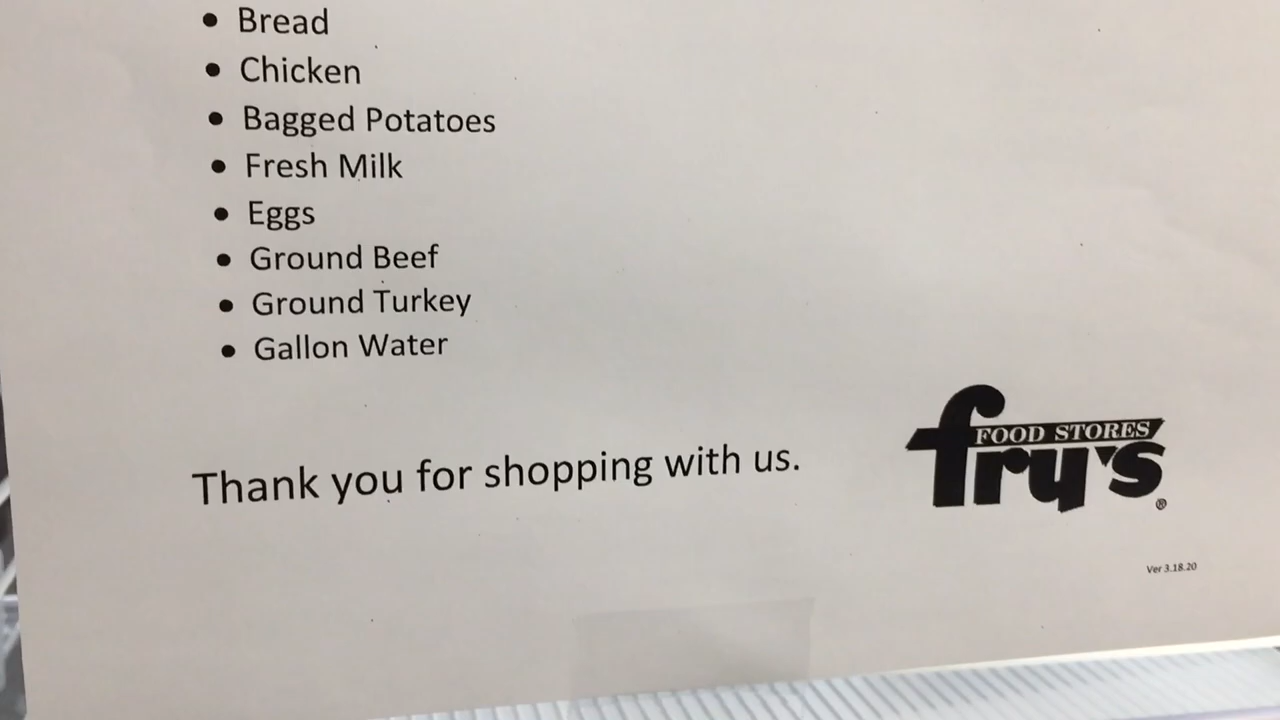 • Bread
• Chicken
• Bagged Potatoes
• Fresh Milk
• Eggs
• Ground Beef
• Ground Turkey
• Gallon Water
Thank you for shopping with us.
FOOD STORES
fry's®
Ver 3.18.20